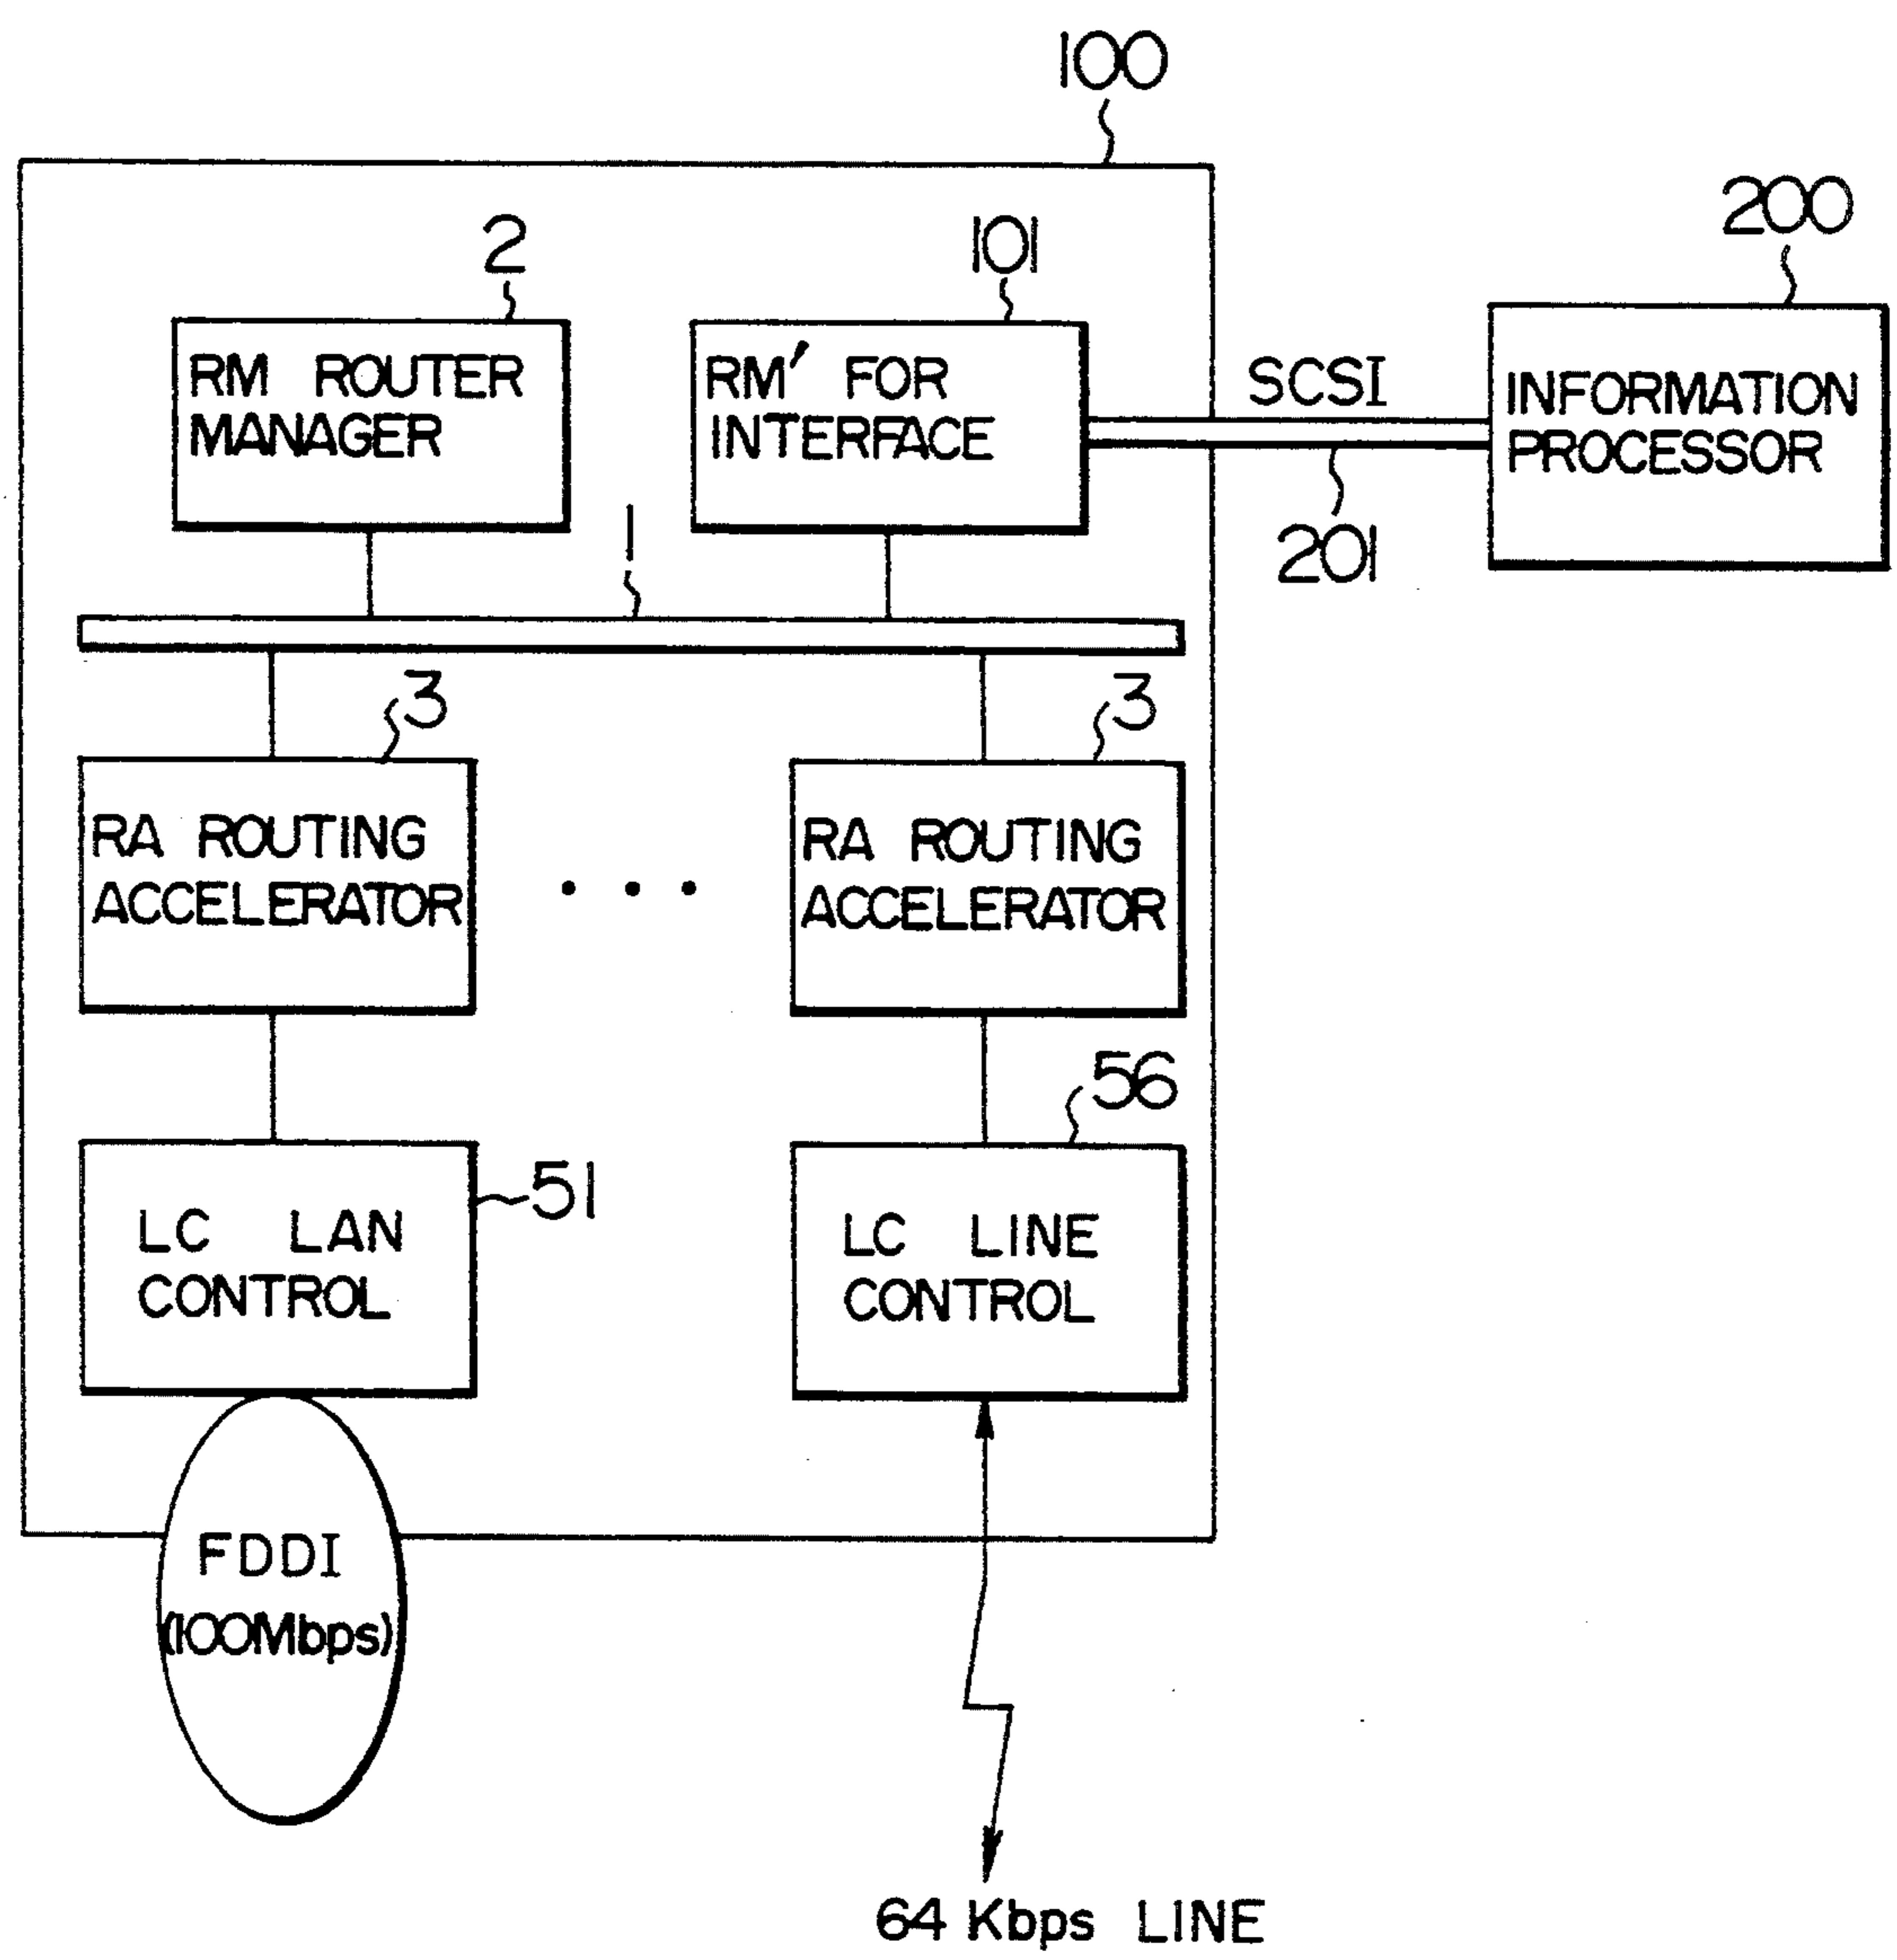 100
200
2
101
RM ROUTER
MANAGER
RM' FOR
INTERFACE
SCSI
INFORMATION
PROCESSOR
201
1
3
3
RA ROUTING
ACCELERATOR
• • •
RA ROUTING
ACCELERATOR
56
51
LC LAN
CONTROL
LC LINE
CONTROL
FDDI
(100Mbps)
64 Kbps LINE